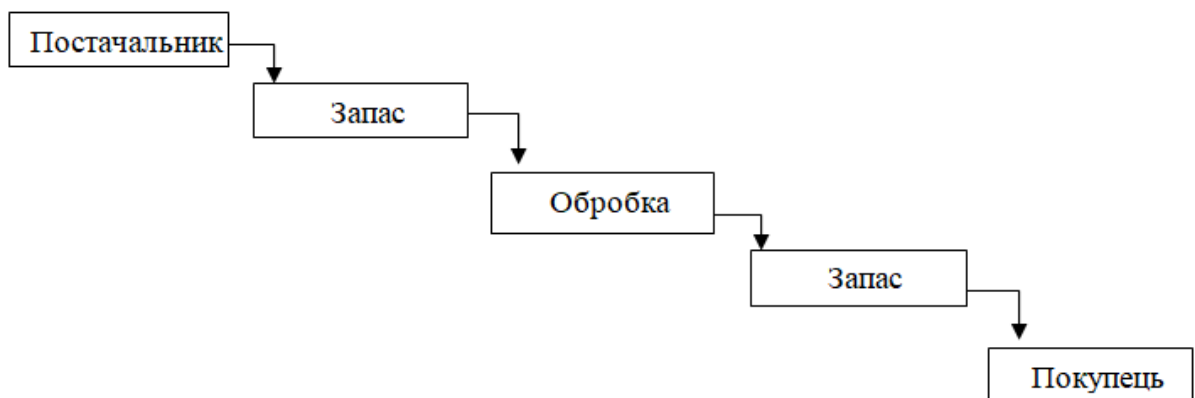 Постачальник
Запас
Обробка
Запас
Покупець